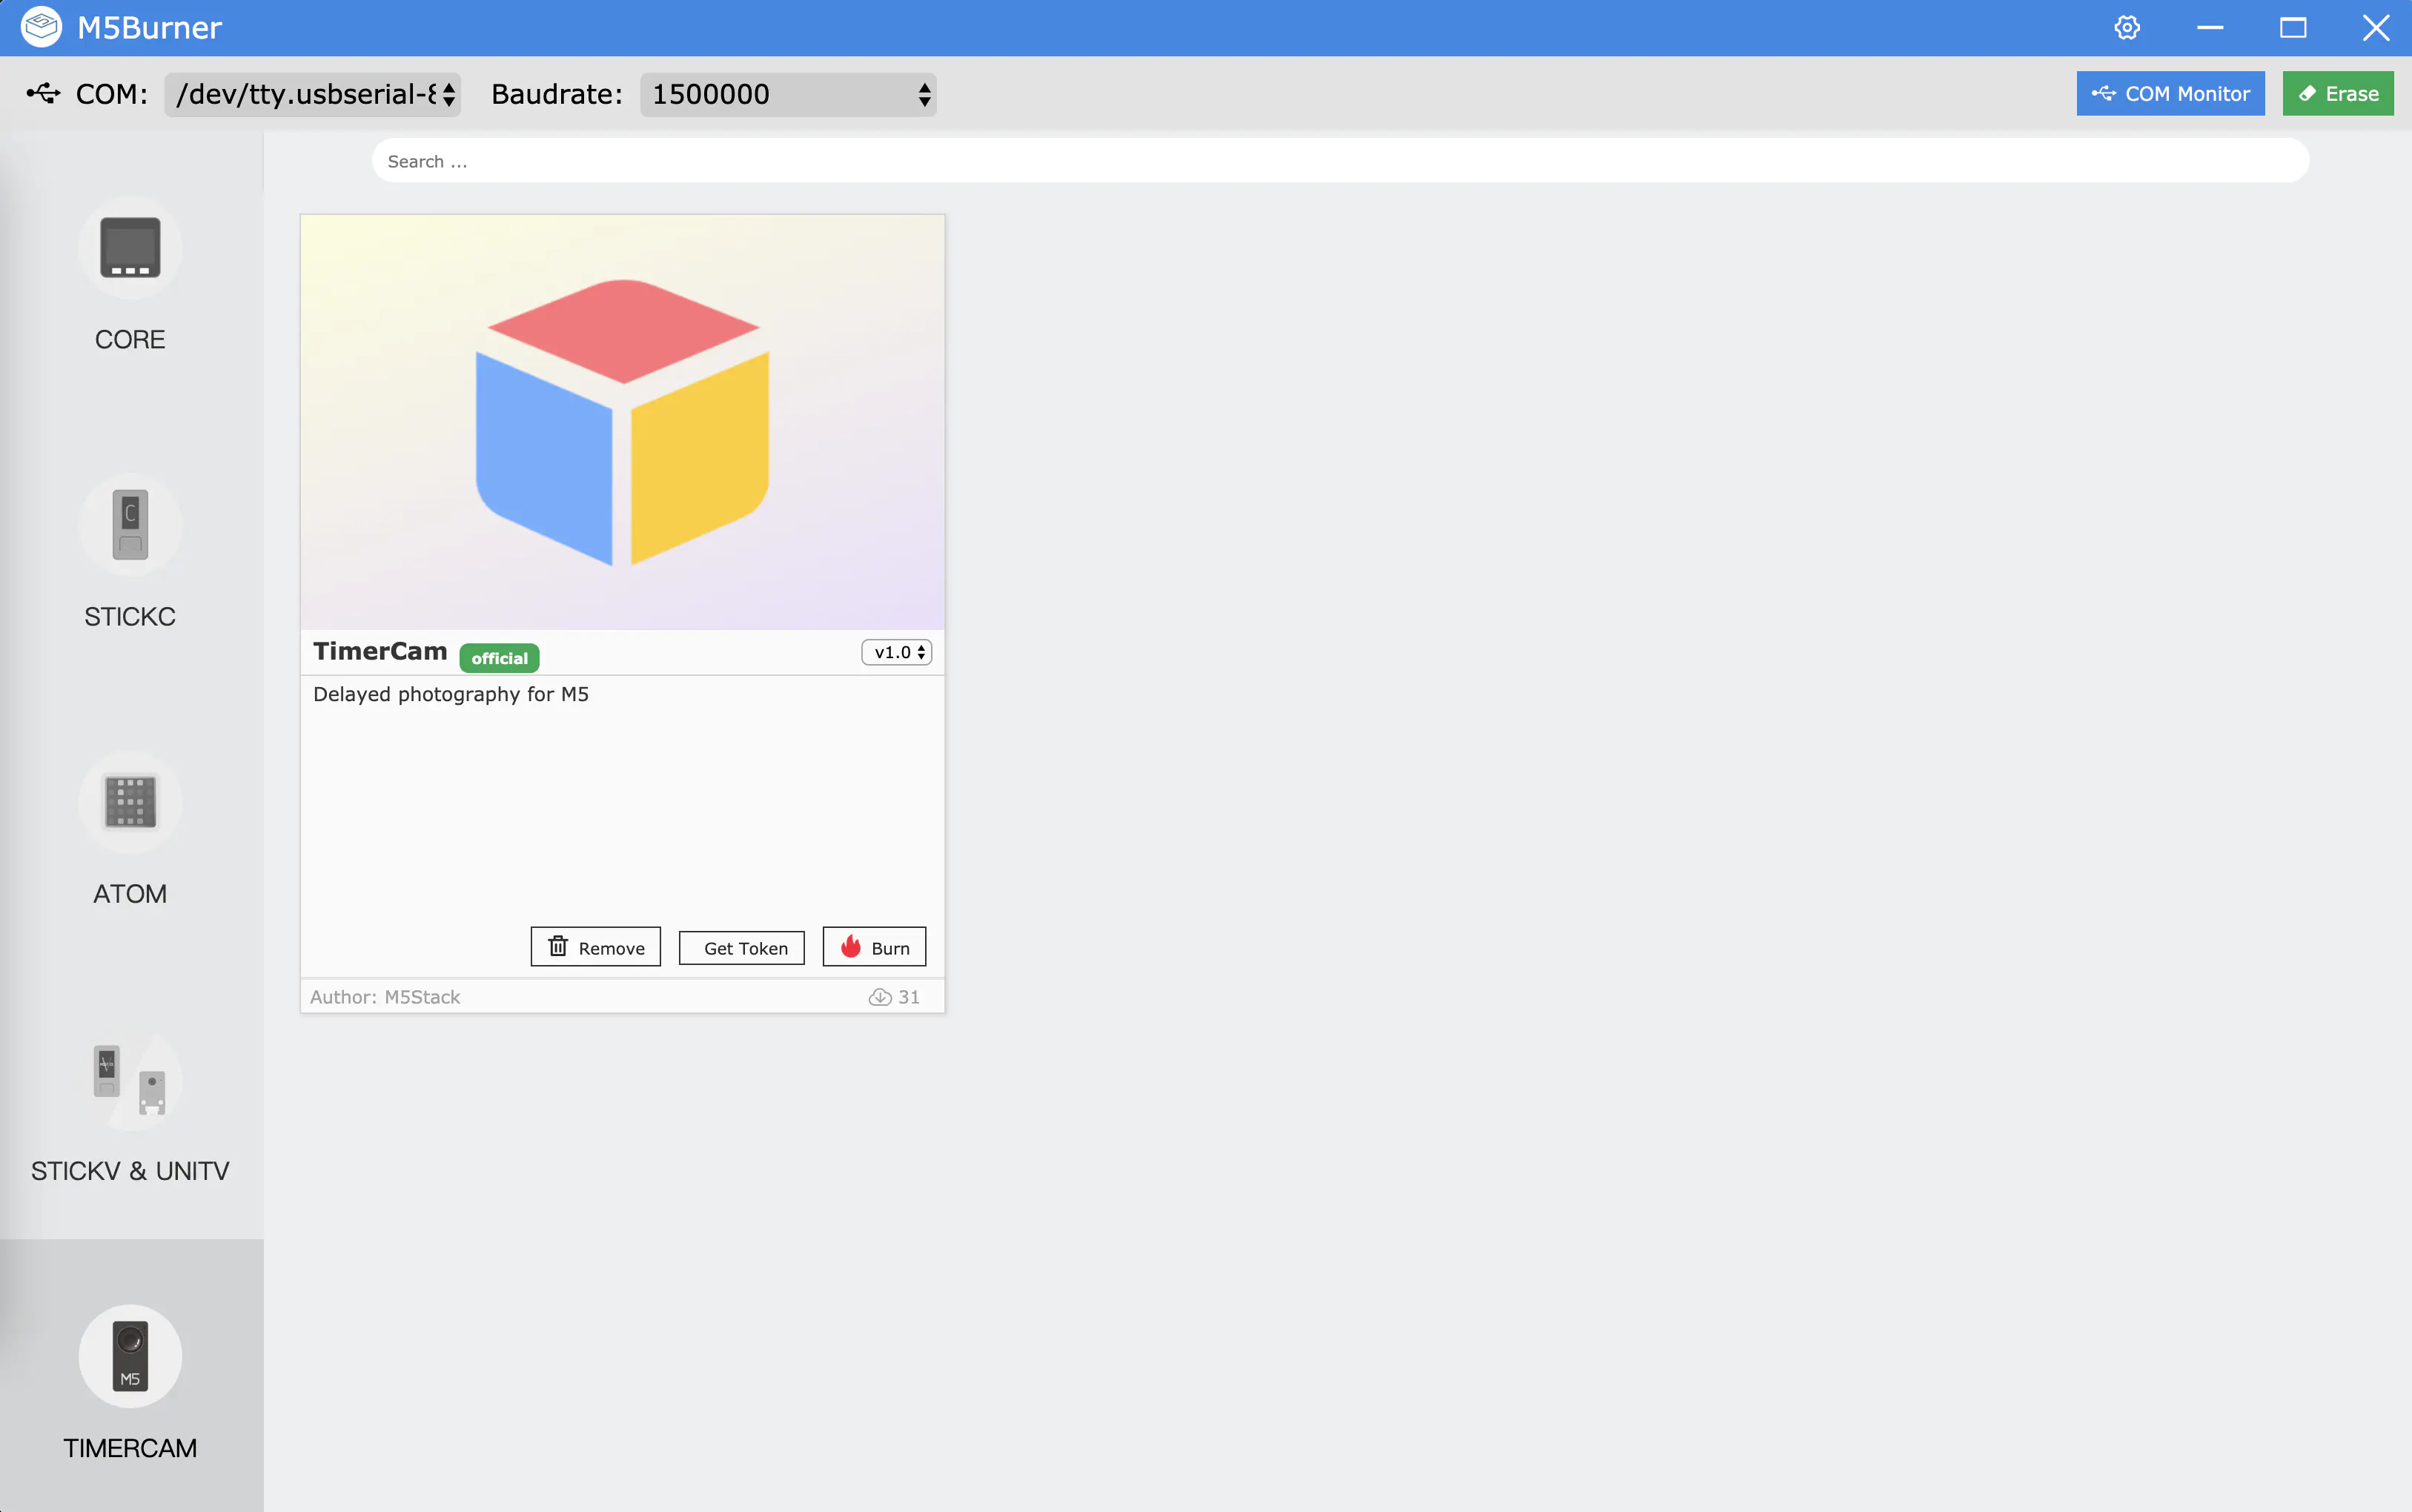 M5Burner
COM: /dev/tty.usbserial- Baudrate: 1500000 COM Monitor Erase
Search ...
CORE
STICKC
ATOM
STICKV & UNITV
M5
TIMERCAM
TimerCam official v1.0
Delayed photography for M5
Remove Get Token Burn
Author: M5Stack 31